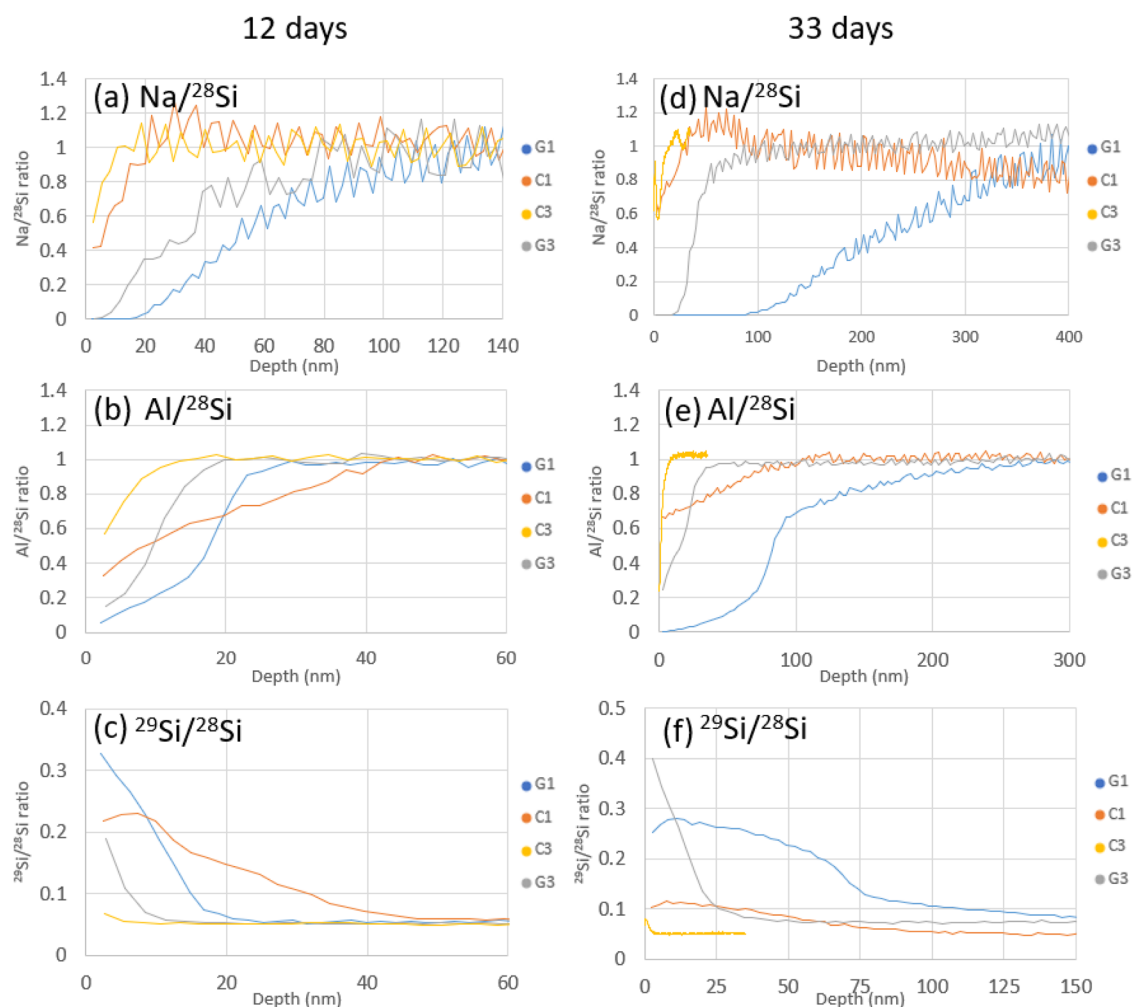 12 days
33 days
(a) Na/²⁸Si
Na/²⁸Si ratio
1.4
1.2
1
0.8
0.6
0.4
0.2
0
0 20 40 60 80 100 120 140
Depth (nm)
G1
C1
C3
G3
(d) Na/²⁸Si
Na/²⁸Si ratio
1.4
1.2
1
0.8
0.6
0.4
0.2
0
0 100 200 300 400
Depth (nm)
G1
C1
C3
G3
(b) Al/²⁸Si
Al/²⁸Si ratio
1.4
1.2
1
0.8
0.6
0.4
0.2
0
0 20 40 60
Depth (nm)
G1
C1
C3
G3
(e) Al/²⁸Si
Al/²⁸Si ratio
1.4
1.2
1
0.8
0.6
0.4
0.2
0
0 100 200 300
Depth (nm)
G1
C1
C3
G3
(c) ²⁹Si/²⁸Si
²⁹Si/²⁸Si ratio
0.4
0.3
0.2
0.1
0
0 20 40 60
Depth (nm)
G1
C1
C3
G3
(f) ²⁹Si/²⁸Si
²⁹Si/²⁸Si ratio
0.5
0.4
0.3
0.2
0.1
0
0 25 50 75 100 125 150
Depth (nm)
G1
C1
C3
G3